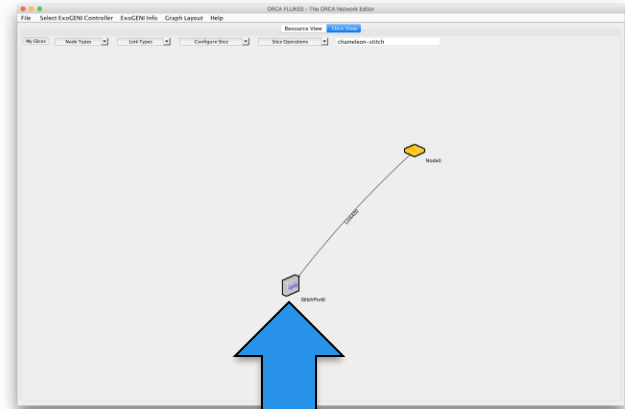 ORCA FLUKES - The ORCA Network Editor
File Select ExoGENI Controller ExoGENI Info Graph Layout Help
Resource View Slice View
My Slices Node Types Link Types Configure Slice Slice Operations chameleon-stitch
Node0
Link400
StitchPort0